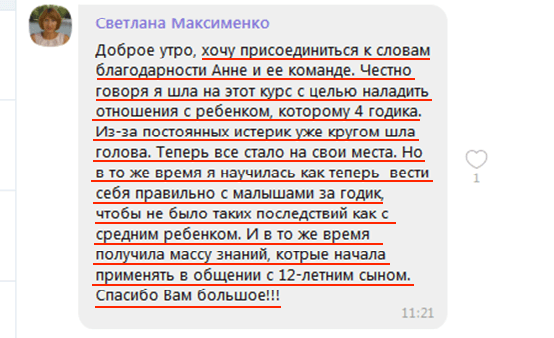 Светлана Максименко
Доброе утро, хочу присоединиться к словам
благодарности Анне и ее команде. Честно
говоря я шла на этот курс с целью наладить
отношения с ребенком, которому 4 годика.
Из-за постоянных истерик уже кругом шла
голова. Теперь все стало на свои места. Но
в то же время я научилась как теперь вести
себя правильно с малышами за годик,
чтобы не было таких последствий как с
средним ребенком. И в то же время
получила массу знаний, котрые начала
применять в общении с 12-летним сыном.
Спасибо Вам большое!!!
11:21
1